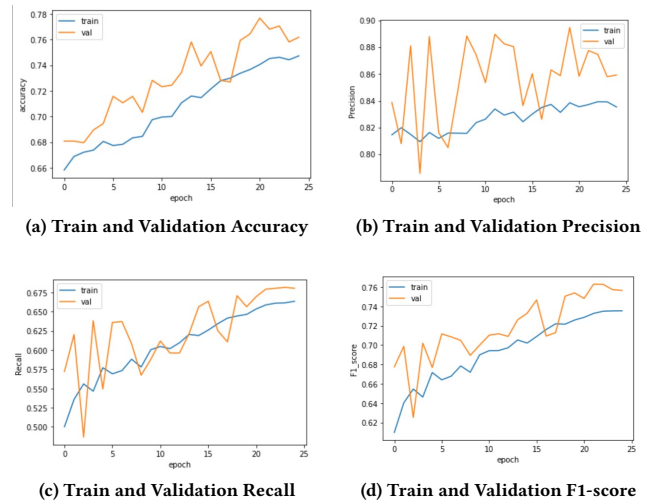 0.78
0.76
0.74
0.72
0.70
0.68
0.66
accuracy
train
val
0 5 10 15 20 25
epoch
(a) Train and Validation Accuracy
0.90
0.88
0.86
0.84
0.82
0.80
Precision
train
val
0 5 10 15 20 25
epoch
(b) Train and Validation Precision
0.675
0.650
0.625
0.600
0.575
0.550
0.525
0.500
Recall
train
val
0 5 10 15 20 25
epoch
(c) Train and Validation Recall
0.76
0.74
0.72
0.70
0.68
0.66
0.64
0.62
F1_score
train
val
0 5 10 15 20 25
epoch
(d) Train and Validation F1-score